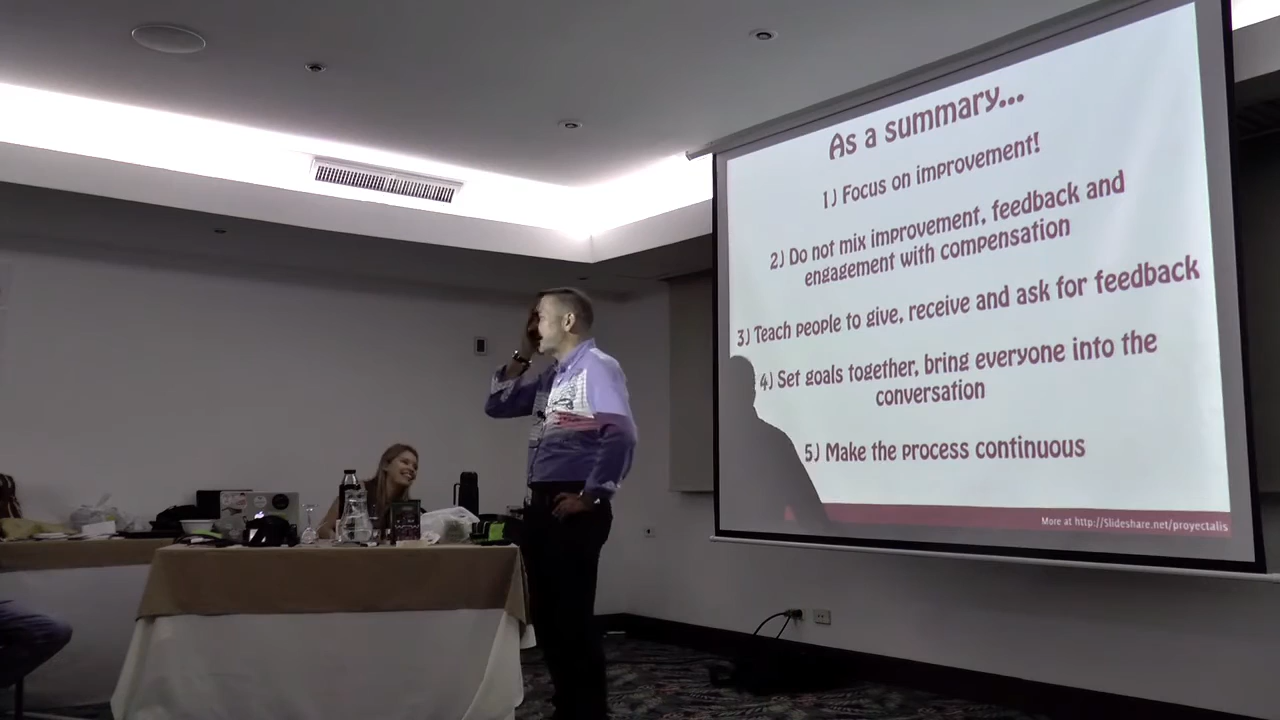 As a summary...
1) Focus on improvement!
2) Do not mix improvement, feedback and
engagement with compensation
3) Teach people to give, receive and ask for feedback
4) Set goals together, bring everyone into the
conversation
5) Make the process continuous
More at http://Slideshare.net/proyectalis